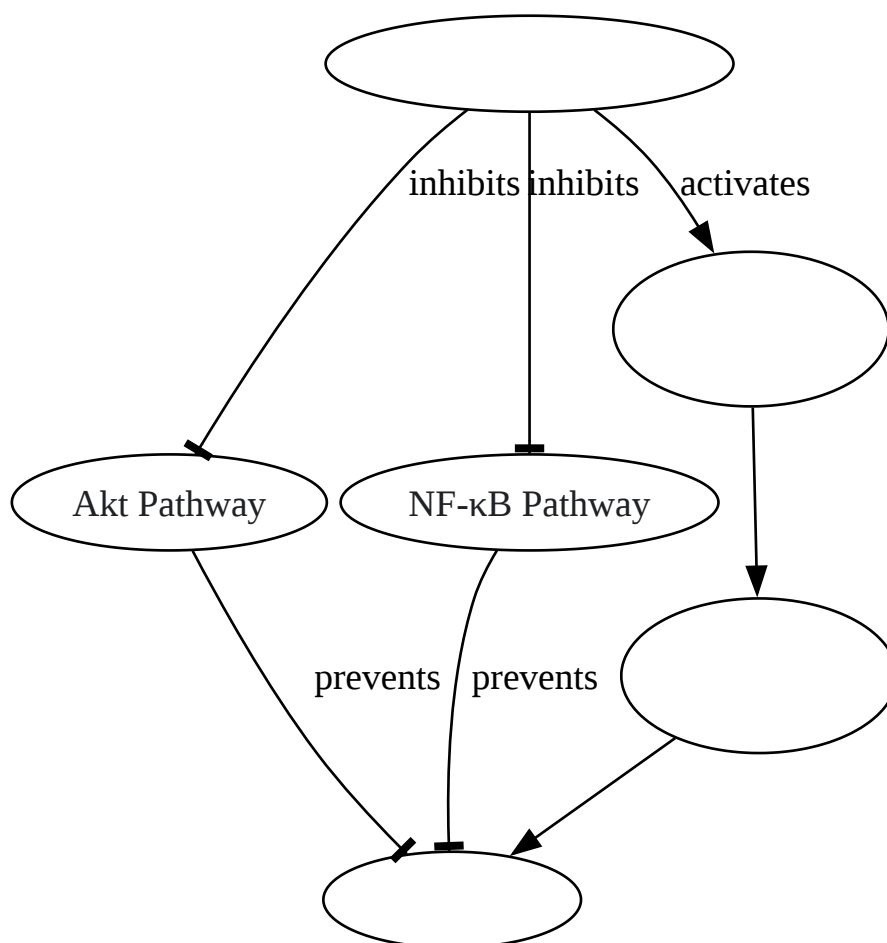 inhibits inhibits activates
Akt Pathway NF-κB Pathway
prevents prevents